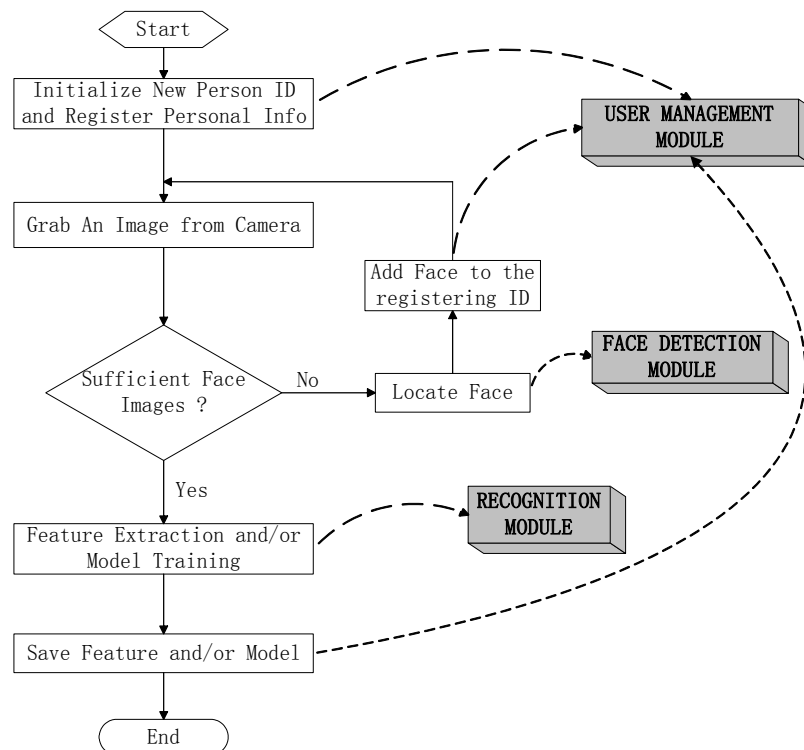 Start
Initialize New Person ID
and Register Personal Info
USER MANAGEMENT
MODULE
Grab An Image from Camera
Add Face to the
registering ID
FACE DETECTION
MODULE
Sufficient Face
Images ?
No
Locate Face
Yes
RECOGNITION
MODULE
Feature Extraction and/or
Model Training
Save Feature and/or Model
End